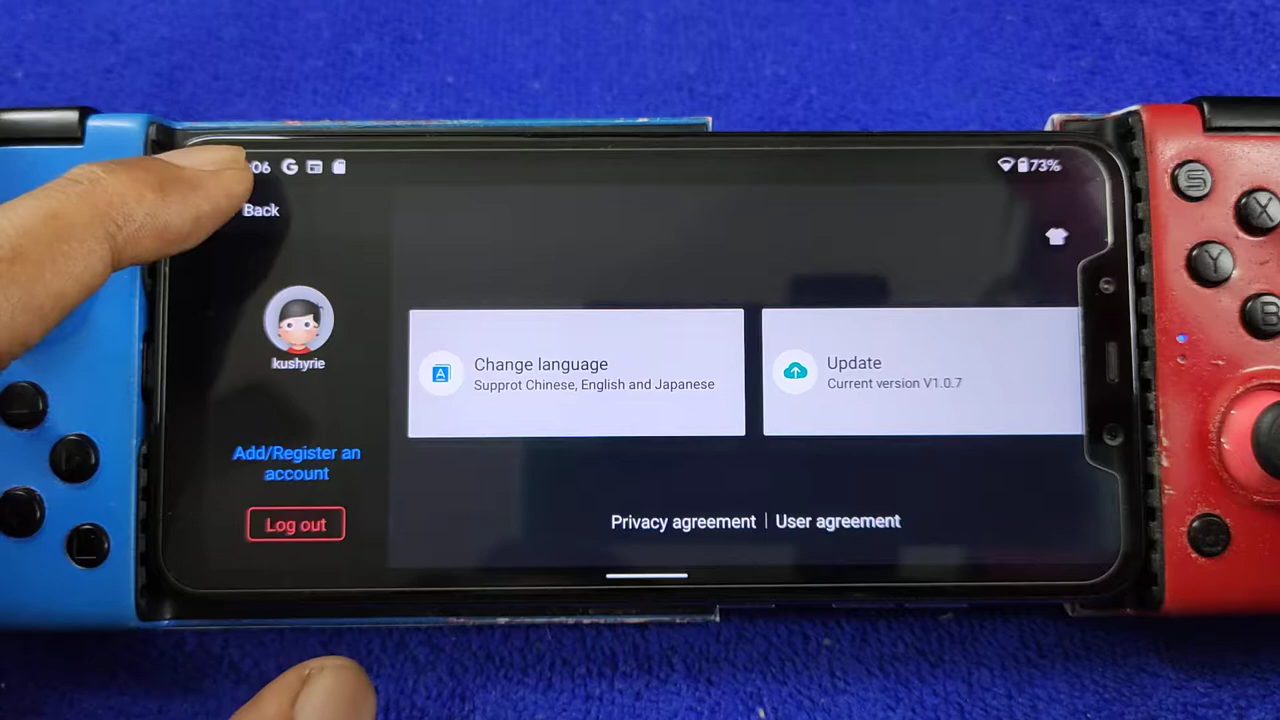 :06
73%
Back
kushyrie
Change language
Supprot Chinese, English and Japanese
Update
Current version V1.0.7
Add/Register an
account
Log out
Privacy agreement | User agreement
S
X
Y
B